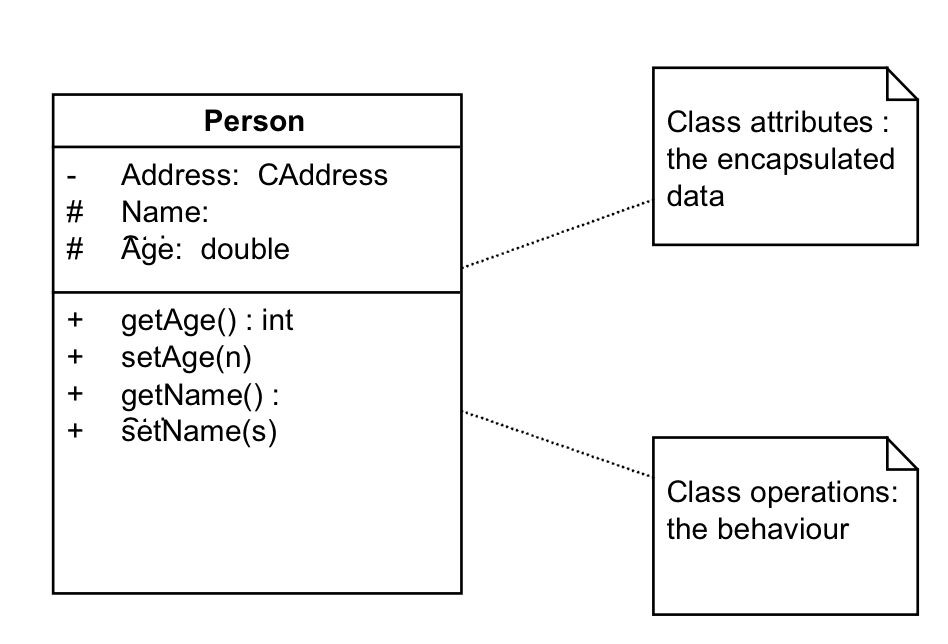 Person
- Address: CAddress
# Name:
# Age: double
+ getAge() : int
+ setAge(n)
+ getName() :
+ setName(s)
Class attributes :
the encapsulated
data
Class operations:
the behaviour